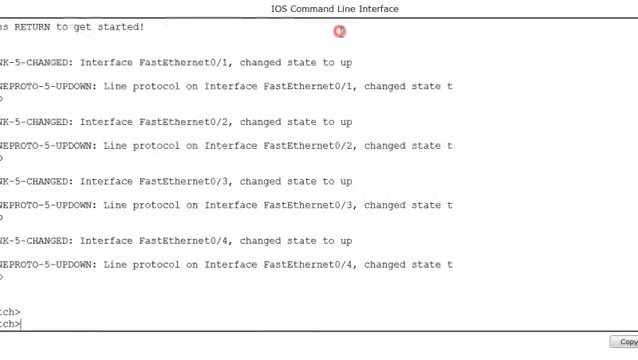 IOS Command Line Interface
ss RETURN to get started!
NK-5-CHANGED: Interface FastEthernet0/1, changed state to up
NEPROTO-5-UPDOWN: Line protocol on Interface FastEthernet0/1, changed state t
o
NK-5-CHANGED: Interface FastEthernet0/2, changed state to up
NEPROTO-5-UPDOWN: Line protocol on Interface FastEthernet0/2, changed state t
o
NK-5-CHANGED: Interface FastEthernet0/3, changed state to up
NEPROTO-5-UPDOWN: Line protocol on Interface FastEthernet0/3, changed state t
o
NK-5-CHANGED: Interface FastEthernet0/4, changed state to up
NEPROTO-5-UPDOWN: Line protocol on Interface FastEthernet0/4, changed state t
o
tch>
tch>
Copy